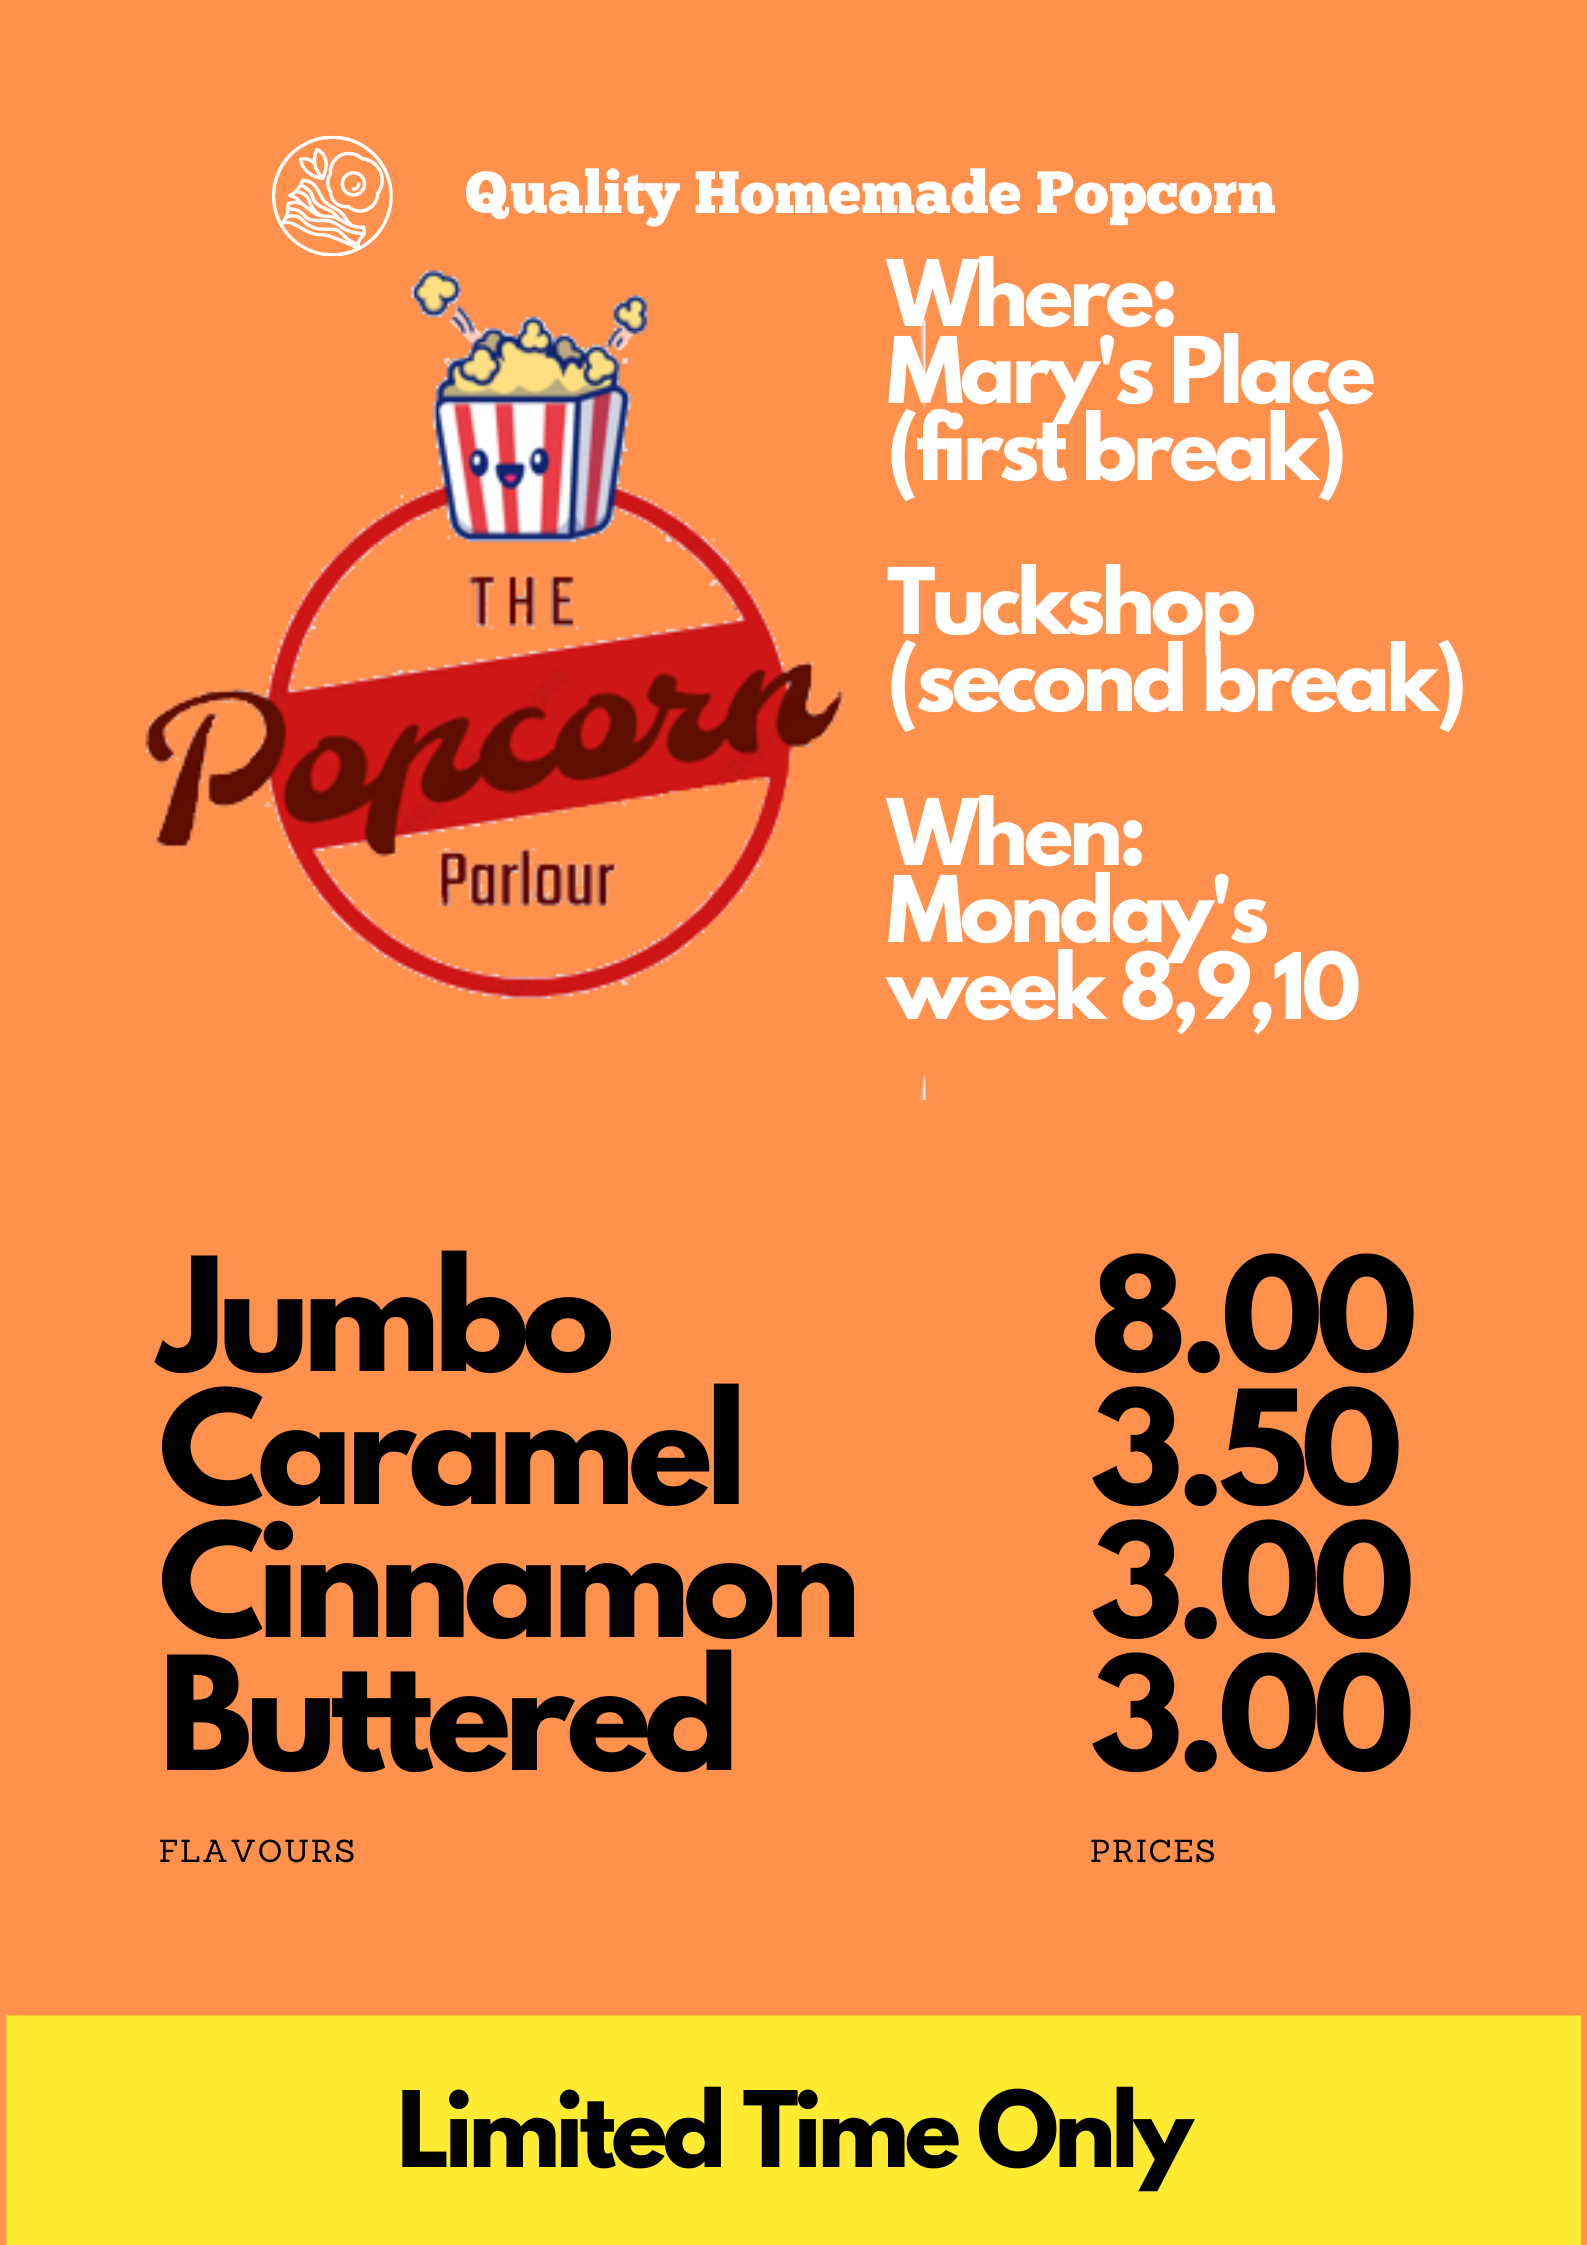 Quality Homemade Popcorn
THE
Popcorn
Parlour
Where:
Mary's Place
(first break)
Tuckshop
(second break)
When:
Monday's
week 8,9,10
Jumbo 8.00
Caramel 3.50
Cinnamon 3.00
Buttered 3.00
FLAVOURS PRICES
Limited Time Only